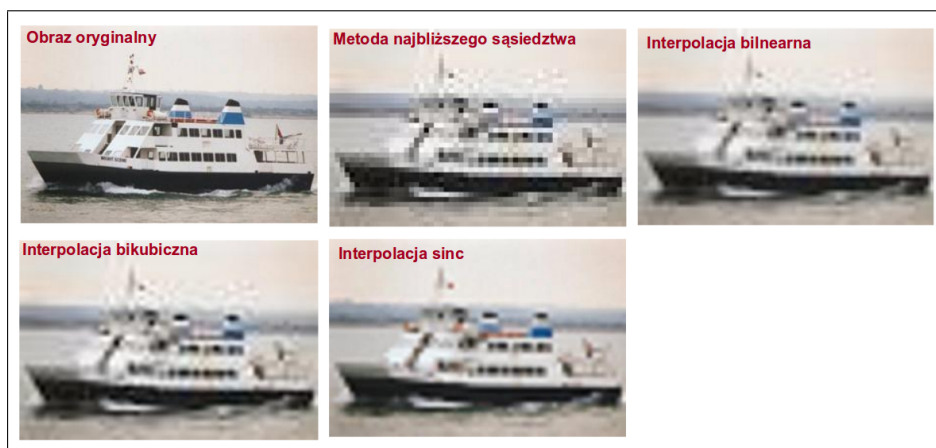 Obraz oryginalny
Metoda najbliższego sąsiedztwa
Interpolacja bilnearna
Interpolacja bikubiczna
Interpolacja sinc